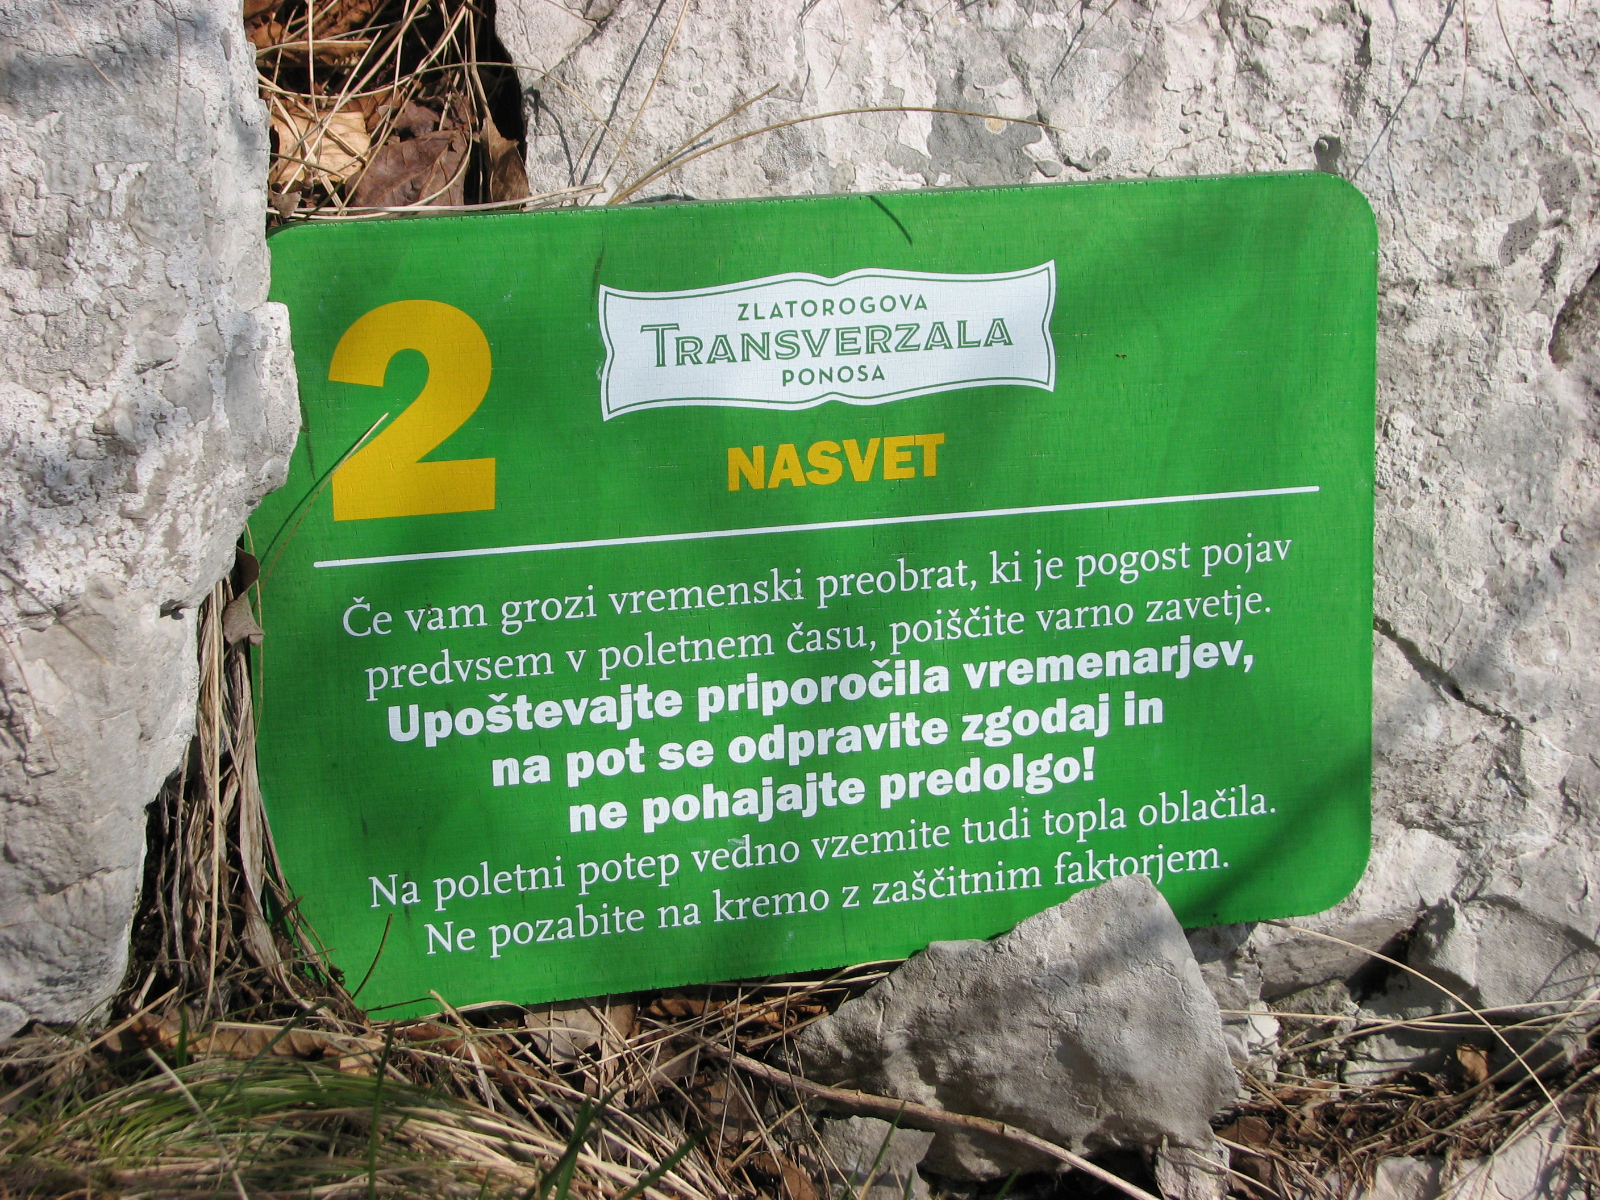 2
ZLATOROGOVA
TRANSVERZALA
PONOSA
NASVET
Če vam grozi vremenski preobrat, ki je pogost pojav
predvsem v poletnem času, poiščite varno zavetje.
Upoštevajte priporočila vremenarjev,
na pot se odpravite zgodaj in
ne pohajajte predolgo!
Na poletni potep vedno vzemite tudi topla oblačila.
Ne pozabite na kremo z zaščitnim faktorjem.